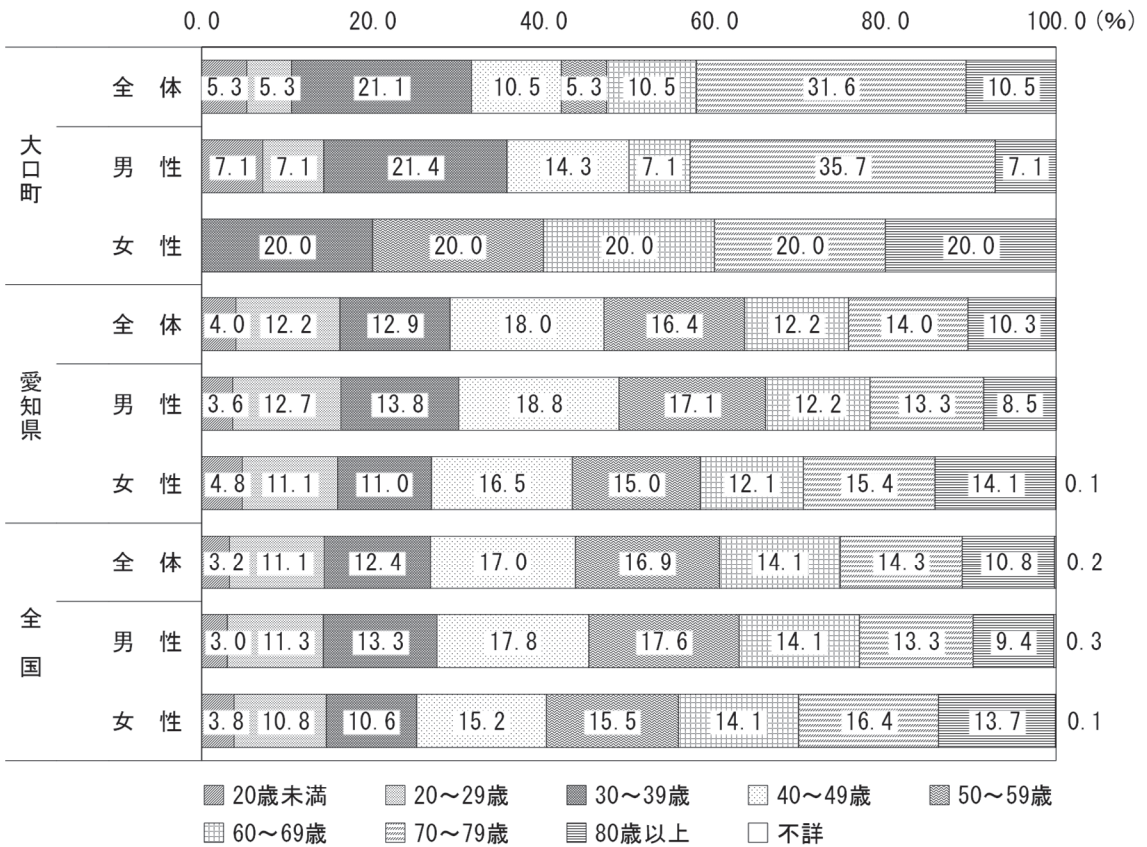 0.0 20.0 40.0 60.0 80.0 100.0 (%)
大口町
全体 5.3 5.3 21.1 10.5 5.3 10.5 31.6 10.5
男性 7.1 7.1 21.4 14.3 7.1 35.7 7.1
女性 20.0 20.0 20.0 20.0 20.0
愛知県
全体 4.0 12.2 12.9 18.0 16.4 12.2 14.0 10.3
男性 3.6 12.7 13.8 18.8 17.1 12.2 13.3 8.5
女性 4.8 11.1 11.0 16.5 15.0 12.1 15.4 14.1 0.1
全国
全体 3.2 11.1 12.4 17.0 16.9 14.1 14.3 10.8 0.2
男性 3.0 11.3 13.3 17.8 17.6 14.1 13.3 9.4 0.3
女性 3.8 10.8 10.6 15.2 15.5 14.1 16.4 13.7 0.1
20歳未満 20～29歳 30～39歳 40～49歳 50～59歳
60～69歳 70～79歳 80歳以上 不詳